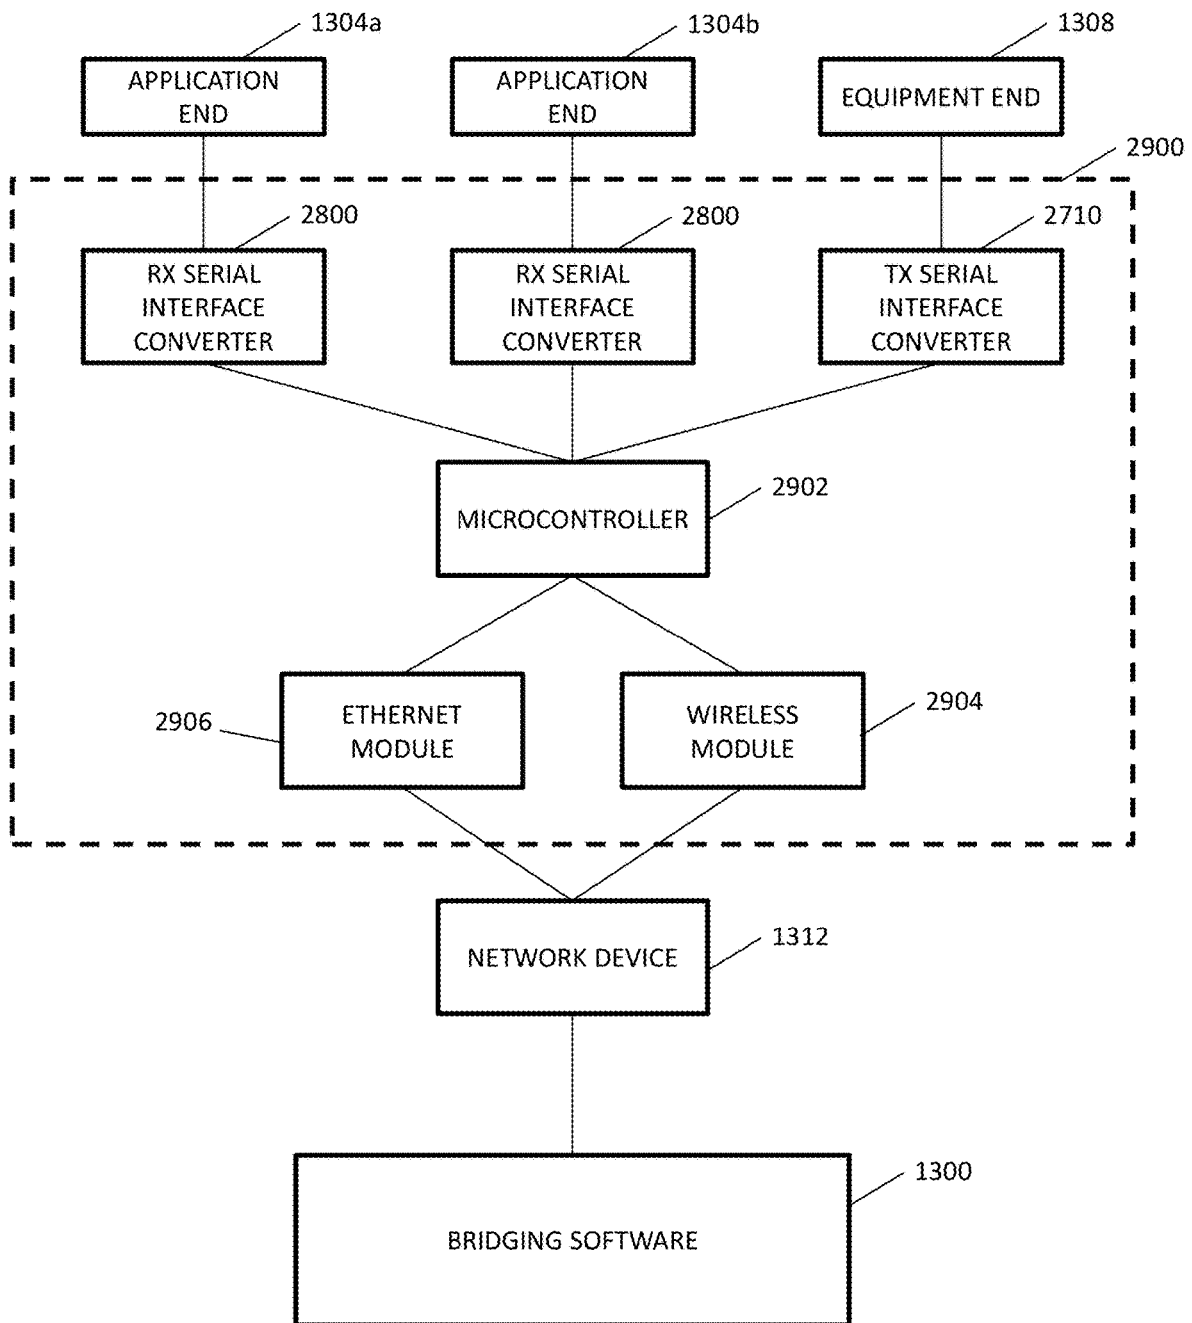 1304a
1304b
1308
APPLICATION
END
APPLICATION
END
EQUIPMENT END
2900
2800
2800
2710
RX SERIAL
INTERFACE
CONVERTER
RX SERIAL
INTERFACE
CONVERTER
TX SERIAL
INTERFACE
CONVERTER
2902
MICROCONTROLLER
2906
ETHERNET
MODULE
WIRELESS
MODULE
2904
NETWORK DEVICE
1312
1300
BRIDGING SOFTWARE